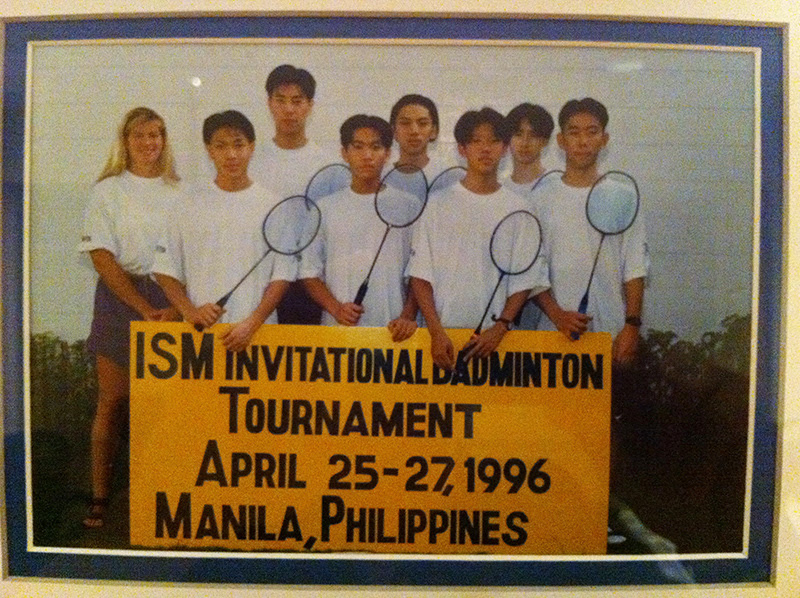 ISM INVITATIONAL BADMINTON
TOURNAMENT
APRIL 25-27, 1996
MANILA, PHILIPPINES